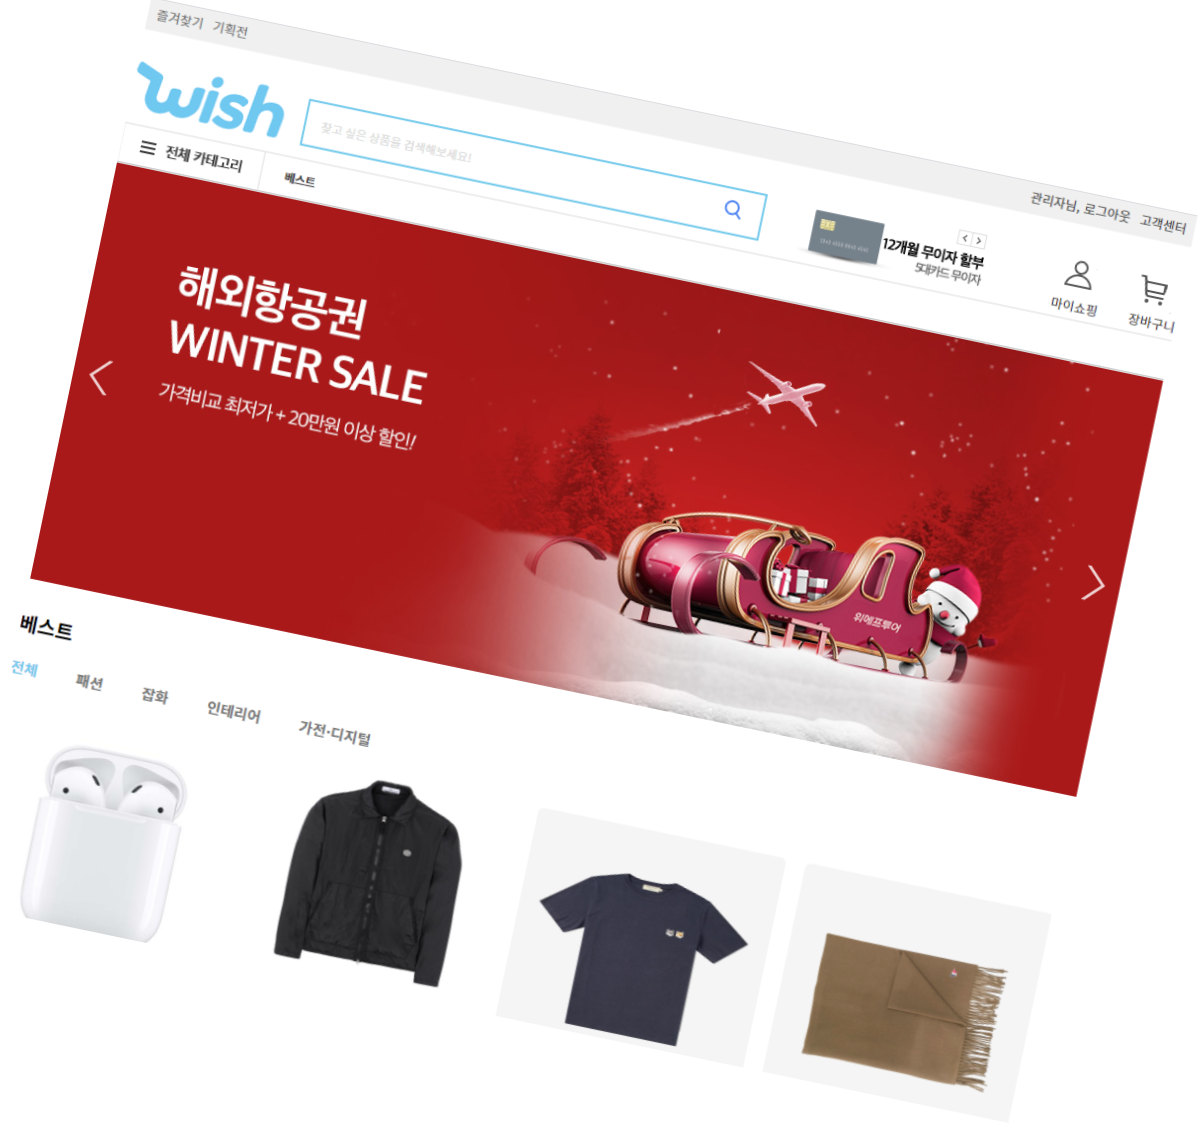 즐겨찾기 기획전
관리자님, 로그아웃 고객센터
wish
찾고 싶은 상품을 검색해보세요!
12개월 무이자 할부
5대카드 무이자
마이쇼핑
장바구니
전체 카테고리
베스트
해외항공권
WINTER SALE
가격비교 최저가 + 20만원 이상 할인!
위메프투어
베스트
전체 패션 잡화 인테리어 가전·디지털